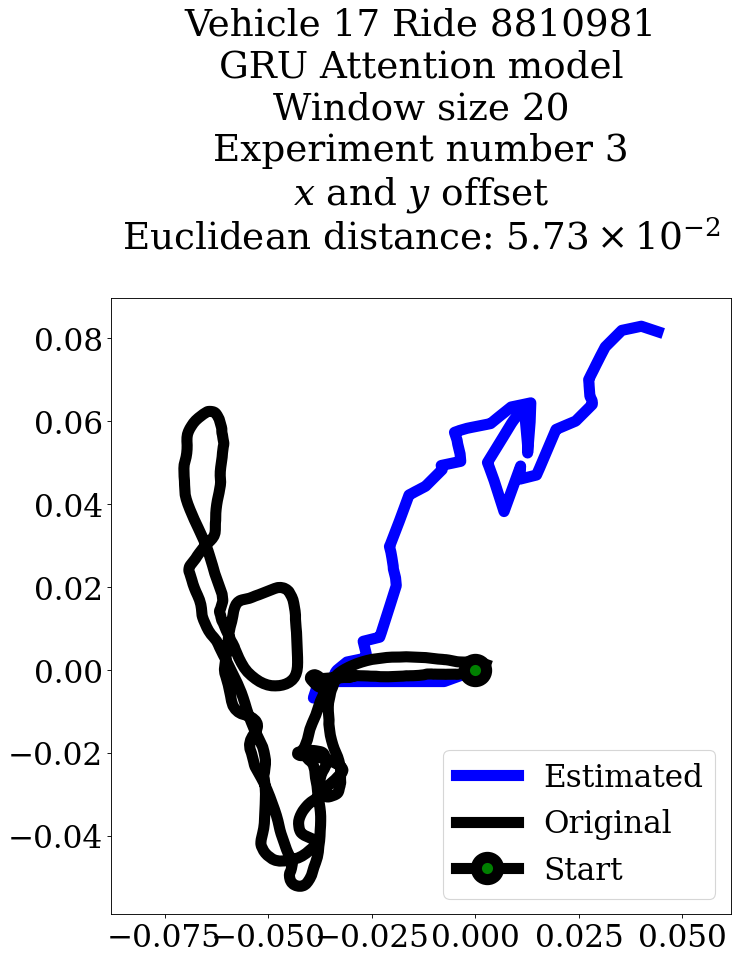 Vehicle 17 Ride 8810981
GRU Attention model
Window size 20
Experiment number 3
x and y offset
Euclidean distance: 5.73 × 10⁻²
0.08
0.06
0.04
0.02
0.00
−0.02
−0.04
Estimated
Original
Start
−0.075 −0.050 −0.025 0.000 0.025 0.050